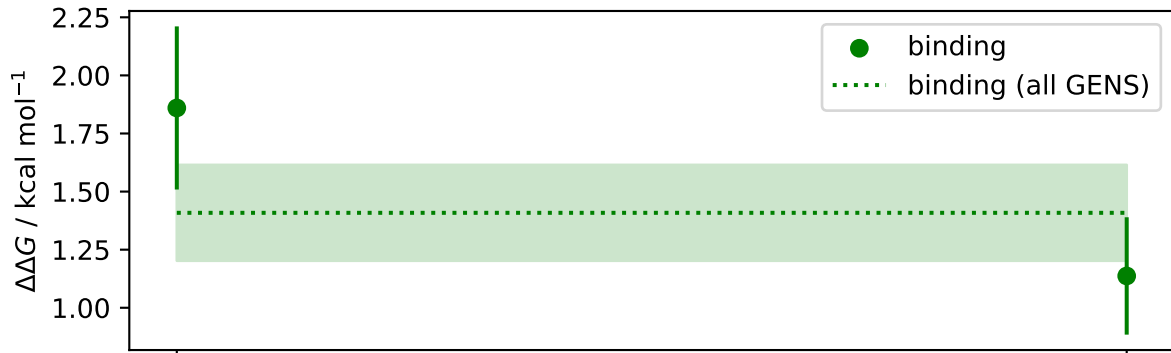 2.25
2.00
1.75
1.50
1.25
1.00
ΔΔG / kcal mol⁻¹
binding
binding (all GENS)